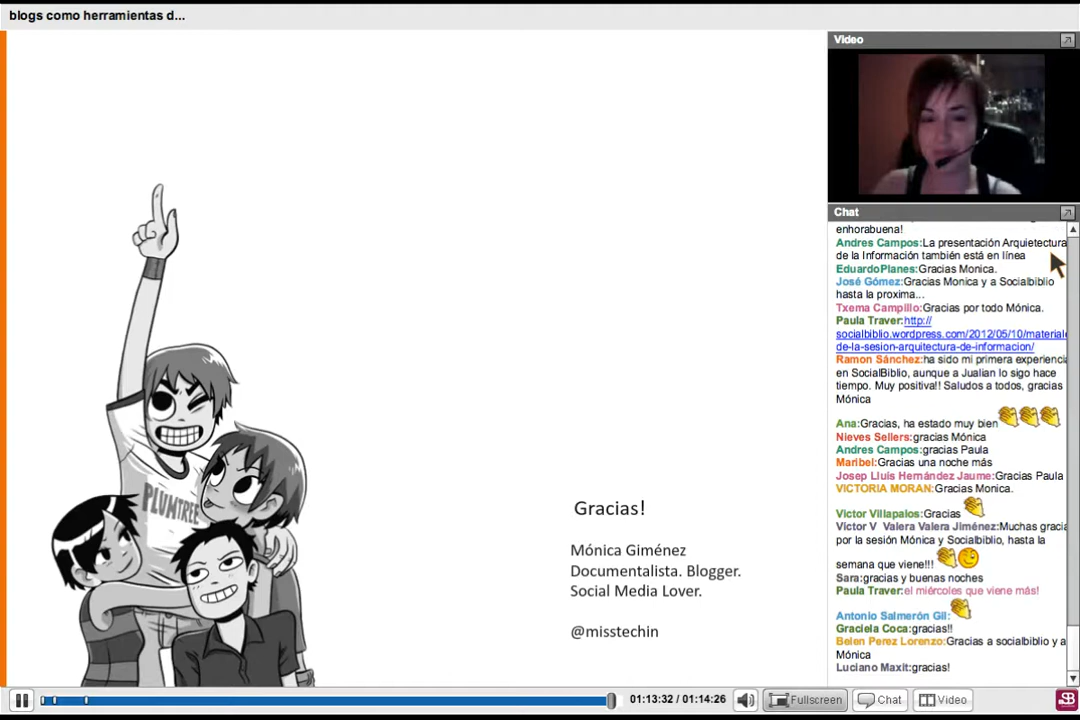 blogs como herramientas d...
Video
Chat
enhorabuena!
Andres Campos:La presentación Arquietectura
de la Información también está en línea
EduardoPlanes:Gracias Monica.
José Gómez:Gracias Monica y a Socialbiblio
hasta la proxima...
Txema Campillo:Gracias por todo Mónica.
Paula Traver:http://
socialbiblio.wordpress.com/2012/05/10/materiale
de-la-sesion-arquitectura-de-informacion/
Ramon Sánchez:ha sido mi primera experiencia
en SocialBiblio, aunque a Jualian lo sigo hace
tiempo. Muy positiva!! Saludos a todos, gracias
Mónica
Ana:Gracias, ha estado muy bien
Nieves Sellers:gracias Mónica
Andres Campos:gracias Paula
Maribel:Gracias una noche más
Josep Lluis Hernández Jaume:Gracias Paula
VICTORIA MORAN:Gracias Monica.
Victor Villapalos:Gracias
Victor V Valera Valera Jiménez:Muchas gracia
por la sesión Mónica y Socialbiblio, hasta la
semana que viene!!!
Sara:gracias y buenas noches
Paula Traver:el miércoles que viene más!
Antonio Salmerón Gil:
Graciela Coca:gracias!!
Belen Perez Lorenzo:Gracias a socialbiblio y a
Mónica
Luciano Maxit:gracias!
PLUMTREE
Gracias!
Mónica Giménez
Documentalista. Blogger.
Social Media Lover.
@misstechin
01:13:32 / 01:14:26
Fullscreen
Chat
Video
SB